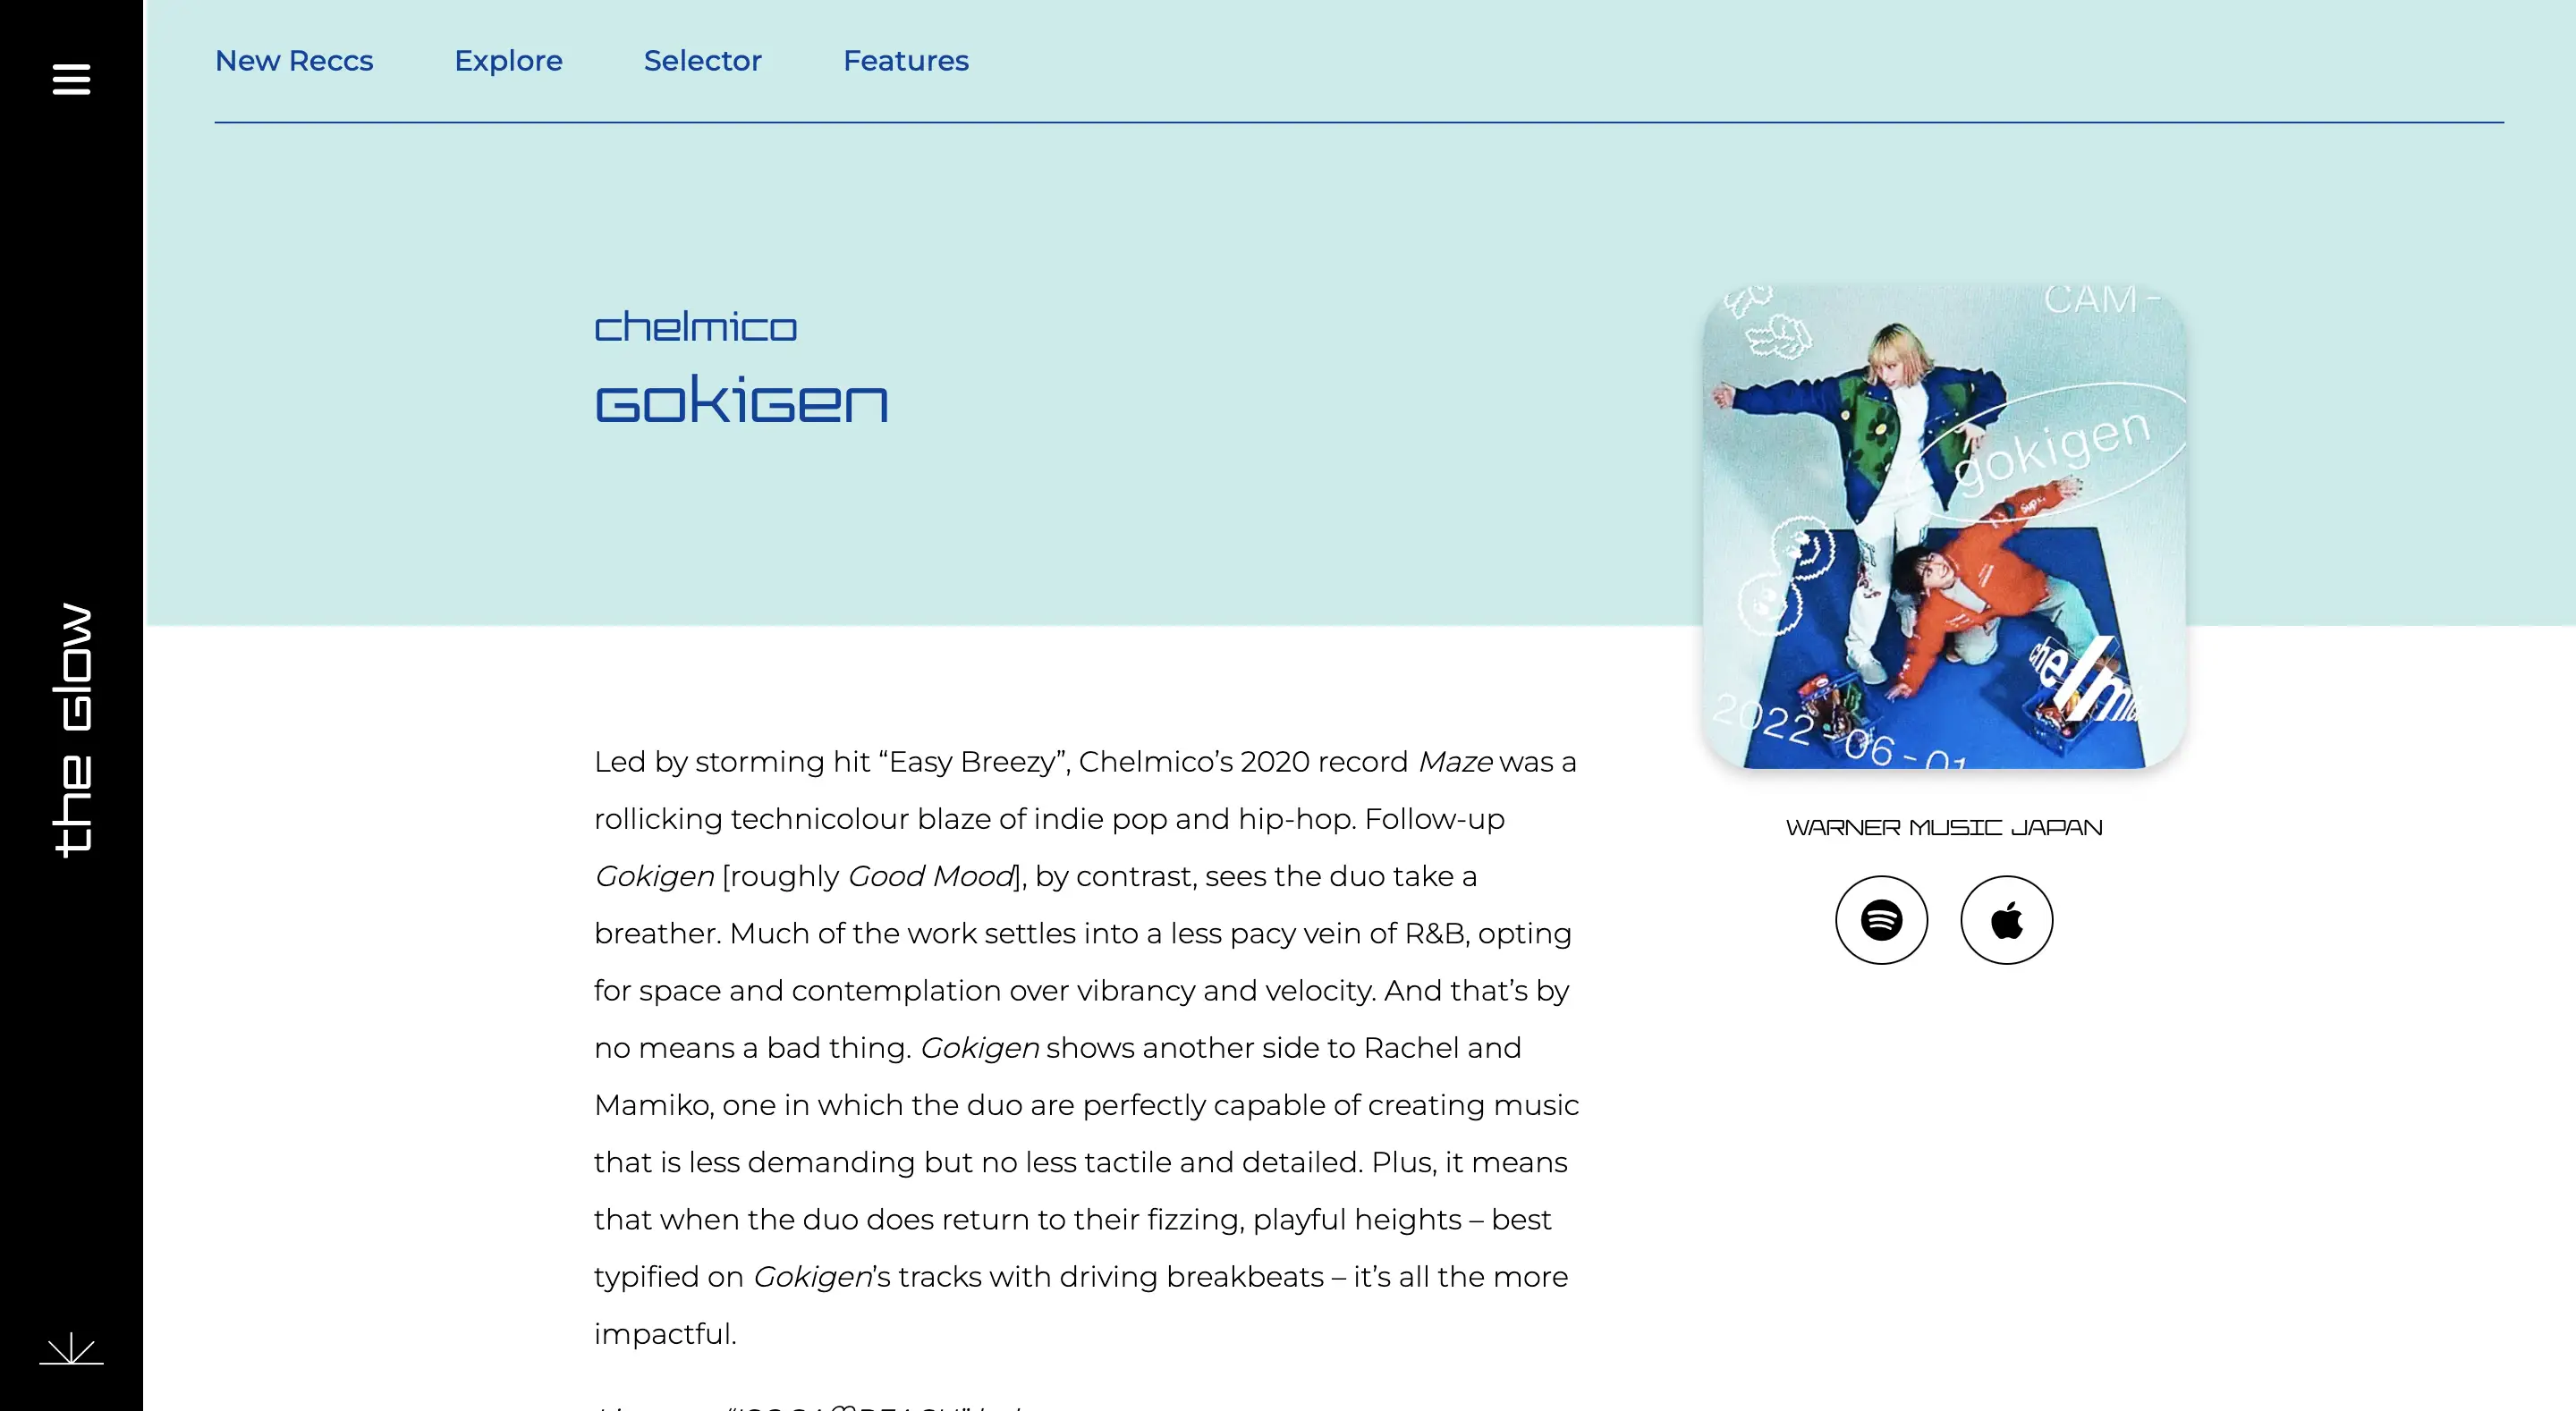 New Reccs
Explore
Selector
Features
chelmico
Gokigen
the Glow
CAM-
gokigen
chelmic
2022-06-01
Led by storming hit “Easy Breezy”, Chelmico’s 2020 record Maze was a
rollicking technicolour blaze of indie pop and hip-hop. Follow-up
Gokigen [roughly Good Mood], by contrast, sees the duo take a
breather. Much of the work settles into a less pacy vein of R&B, opting
for space and contemplation over vibrancy and velocity. And that’s by
no means a bad thing. Gokigen shows another side to Rachel and
Mamiko, one in which the duo are perfectly capable of creating music
that is less demanding but no less tactile and detailed. Plus, it means
that when the duo does return to their fizzing, playful heights – best
typified on Gokigen’s tracks with driving breakbeats – it’s all the more
impactful.
WARNER MUSIC JAPAN